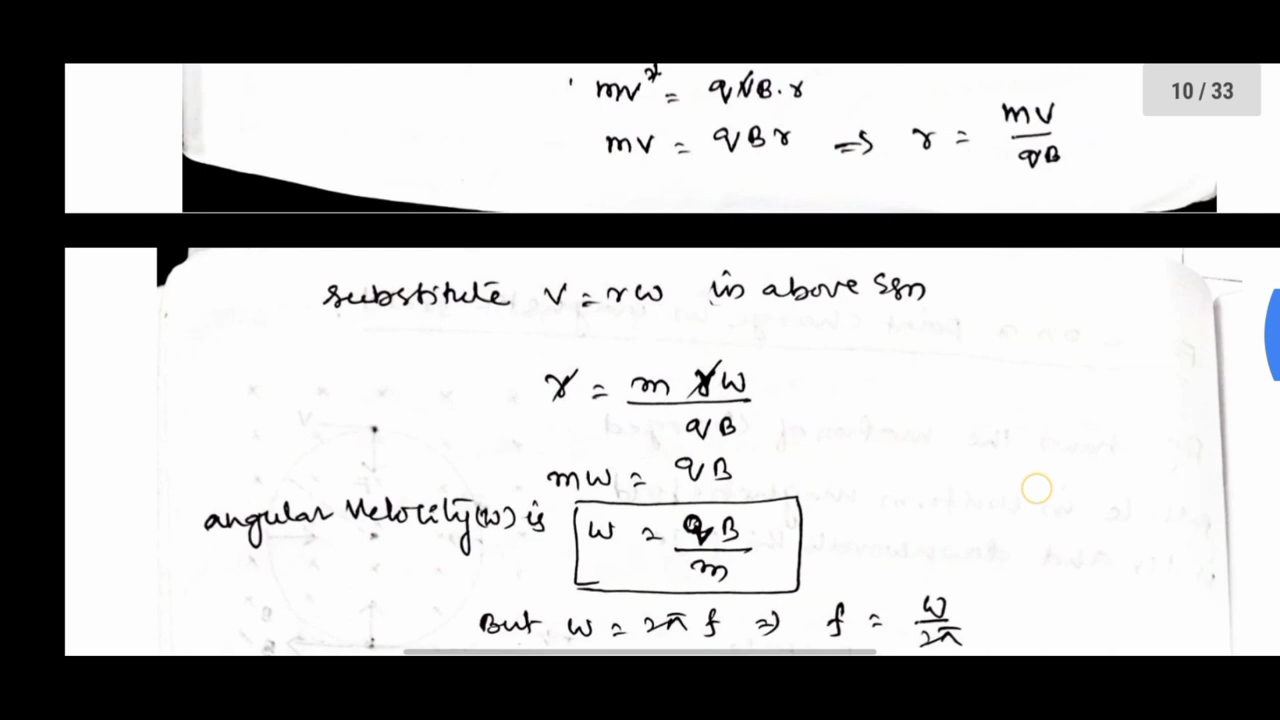 mv² = qVB.r
10 / 33
mv = qBr ⇒ r = mv/qB
substitute v = rω in above
r = m rω / qB
mω = qB
angular velocity(ω) is ω = qB/m
But ω = 2π f ⇒ f = ω/2π